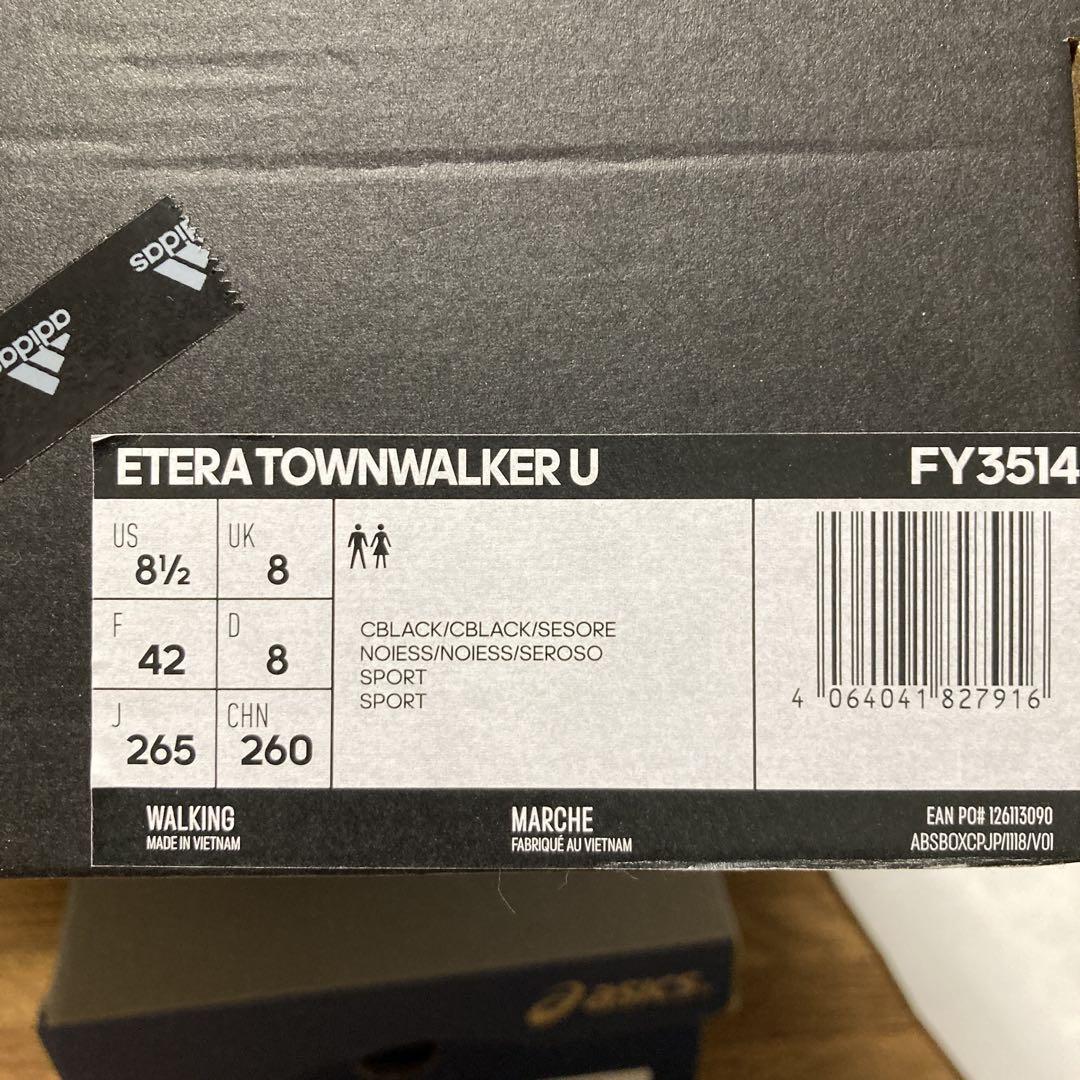 adidas
adidas
ETERA TOWNWALKER U FY3514
US 8½ UK 8
F 42 D 8
J 265 CHN 260
CBLACK/CBLACK/SESORE
NOIESS/NOIESS/SEROSO
SPORT
SPORT
4 064041 827916
WALKING
MADE IN VIETNAM
MARCHE
FABRIQUÉ AU VIETNAM
EAN PO# 126113090
ABSBOXCPJP/1118/V01
asics